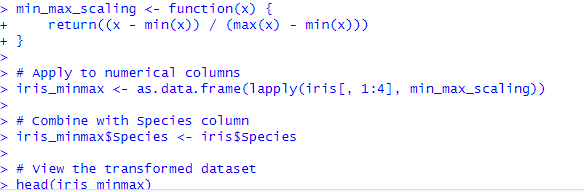 > min_max_scaling <- function(x) {
+     return((x - min(x)) / (max(x) - min(x)))
+ }
>
> # Apply to numerical columns
> iris_minmax <- as.data.frame(lapply(iris[, 1:4], min_max_scaling))
>
> # Combine with Species column
> iris_minmax$Species <- iris$Species
>
> # View the transformed dataset
> head(iris_minmax)